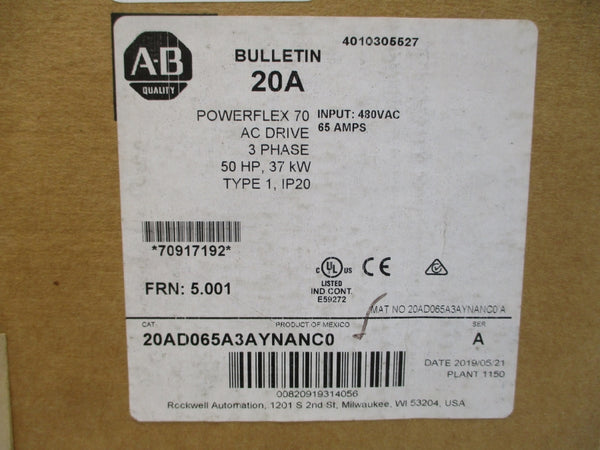 A-B
QUALITY
BULLETIN
20A
4010305527
POWERFLEX 70
AC DRIVE
3 PHASE
50 HP, 37 kW
TYPE 1, IP20
INPUT: 480VAC
65 AMPS
*70917192*
FRN: 5.001
C UL US
LISTED
IND CONT
E59272
CE
MAT NO 20AD065A3AYNANC0 A
CAT.
PRODUCT OF MEXICO
SER
20AD065A3AYNANC0
A
DATE 2019/05/21
PLANT 1150
00820919314056
Rockwell Automation, 1201 S 2nd St, Milwaukee, WI 53204, USA